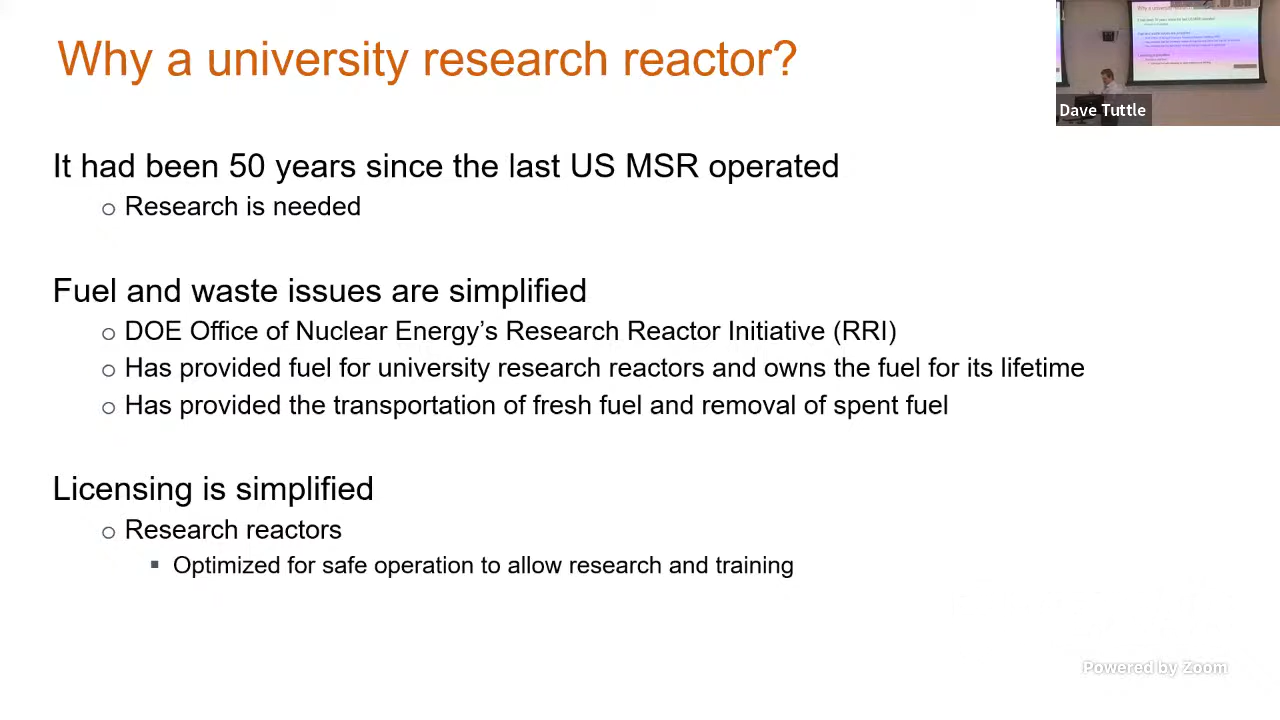 Why a university research reactor?
Dave Tuttle
It had been 50 years since the last US MSR operated
Research is needed
Fuel and waste issues are simplified
DOE Office of Nuclear Energy’s Research Reactor Initiative (RRI)
Has provided fuel for university research reactors and owns the fuel for its lifetime
Has provided the transportation of fresh fuel and removal of spent fuel
Licensing is simplified
Research reactors
Optimized for safe operation to allow research and training
Powered by Zoom